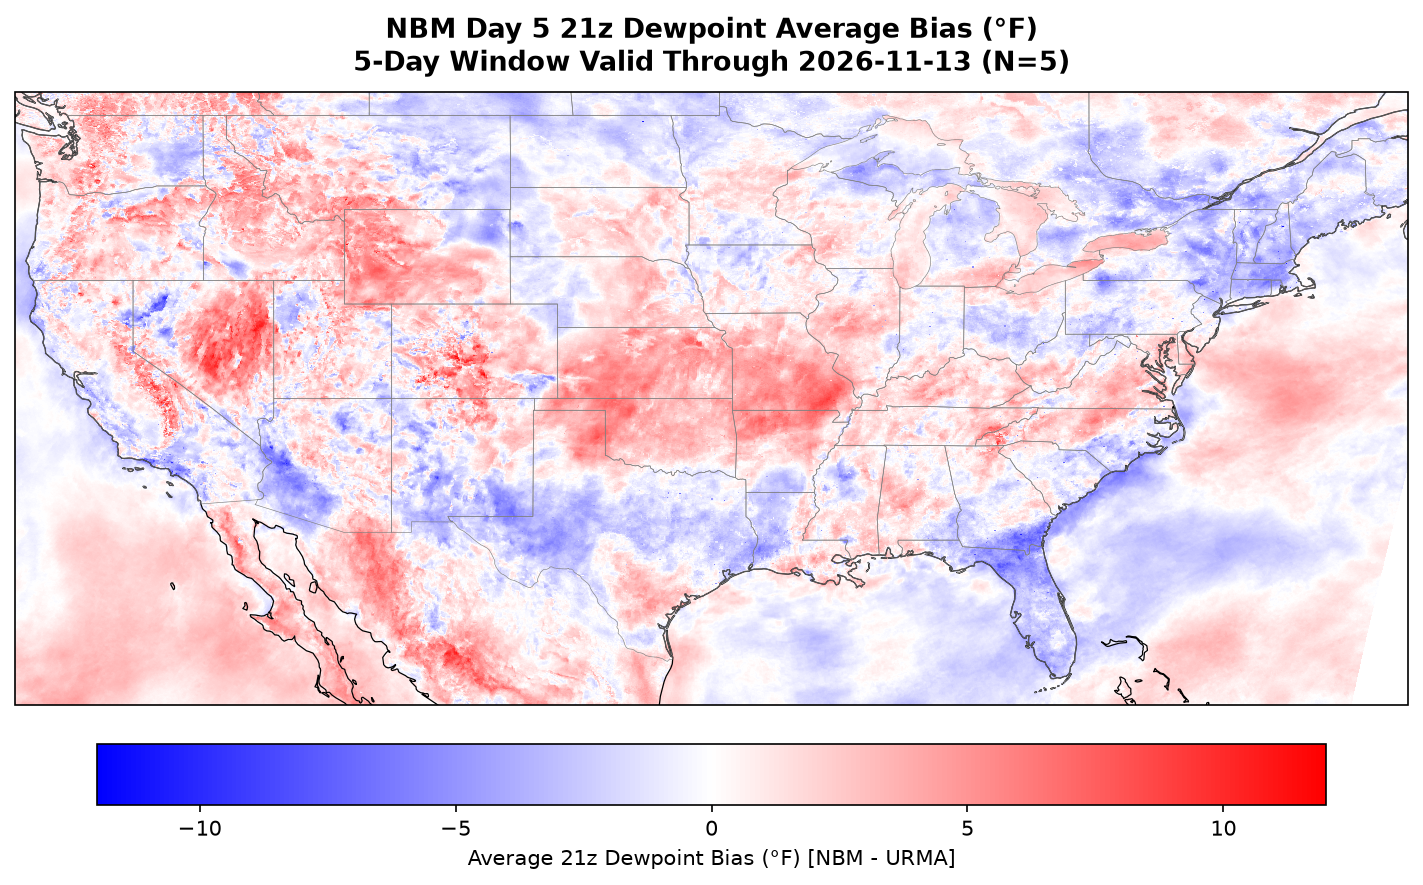 NBM Day 5 21z Dewpoint Average Bias (°F)
5-Day Window Valid Through 2026-11-13 (N=5)
−10 −5 0 5 10
Average 21z Dewpoint Bias (°F) [NBM - URMA]